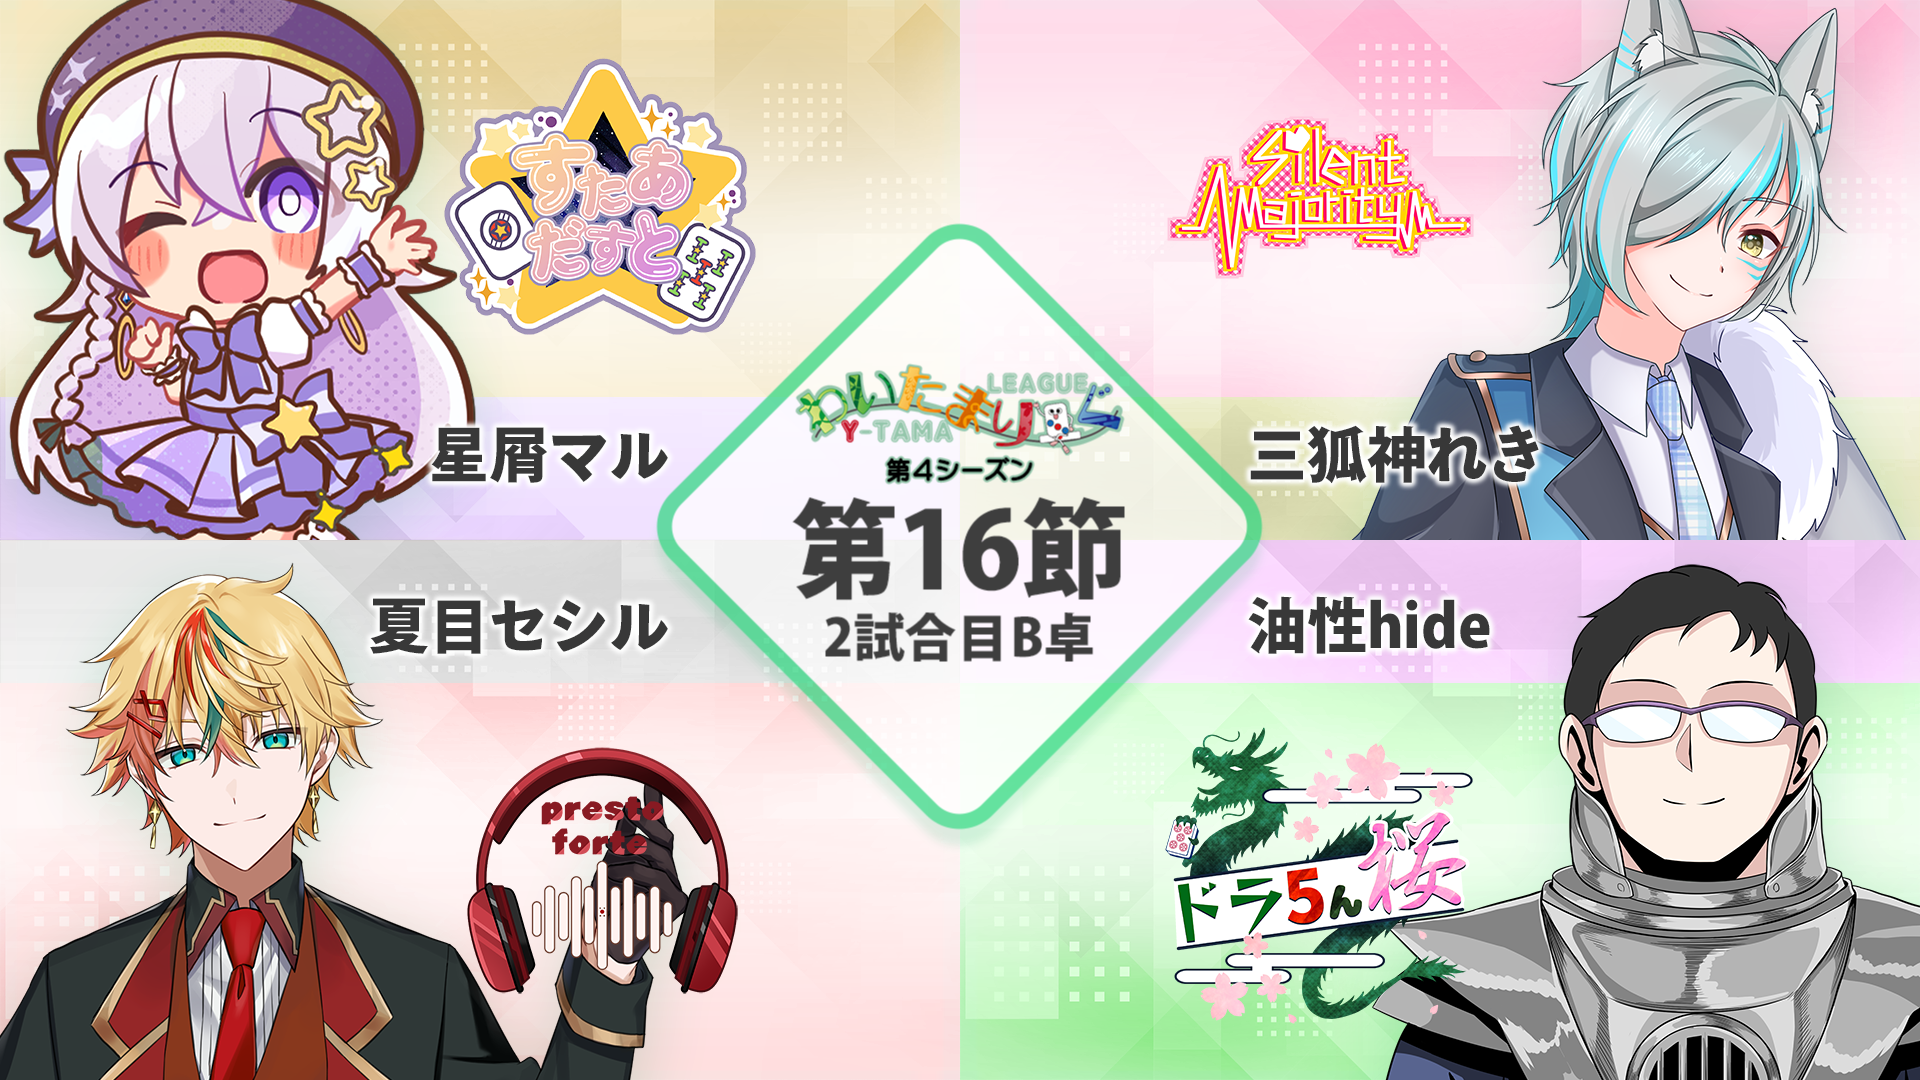 すたあ
だすと
Silent
Majority
星屑マル
わいたまりーぐ
LEAGUE
Y-TAMA
第4シーズン
第16節
2試合目B卓
三狐神れき
夏目セシル
油性hide
presto
forte
ドラ5ん桜